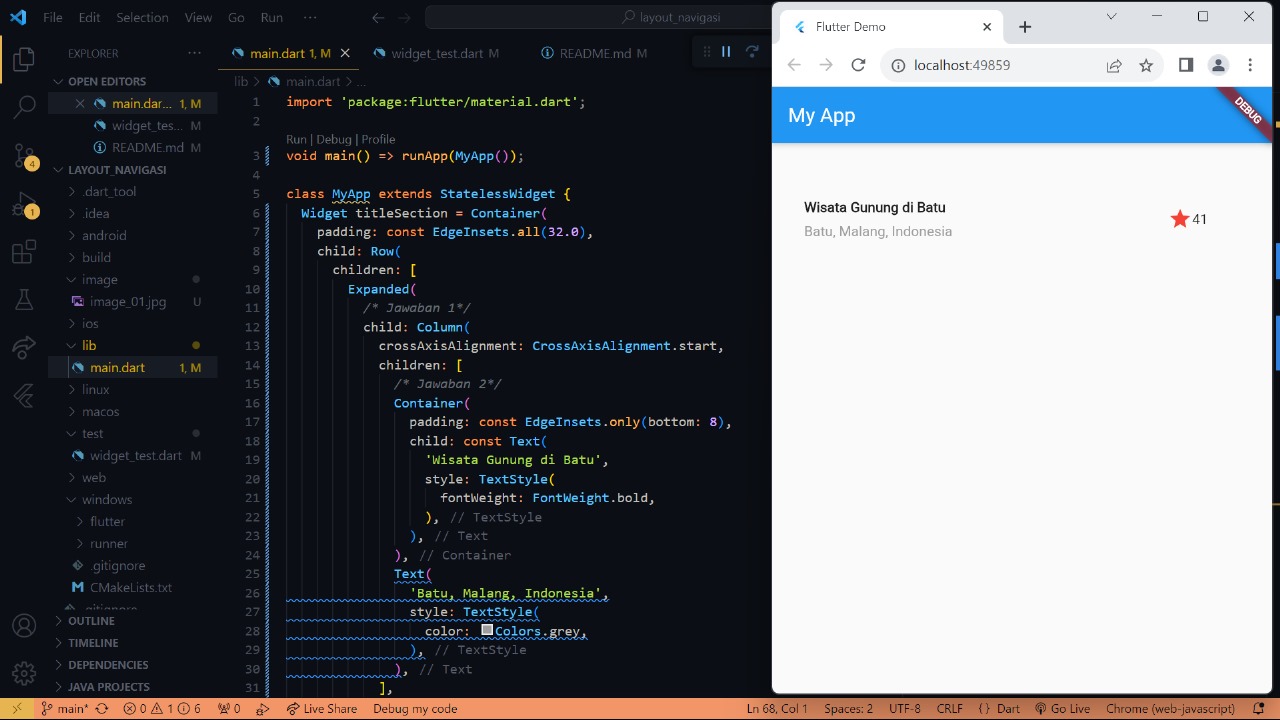 File Edit Selection View Go Run ··· layout_navigasi
EXPLORER ···
OPEN EDITORS
main.dar... 1, M
widget_tes... M
README.md M
LAYOUT_NAVIGASI
.dart_tool
.idea
android
build
image
image_01.jpg U
ios
lib
main.dart 1, M
linux
macos
test
widget_test.dart M
web
windows
flutter
runner
.gitignore
CMakeLists.txt
.gitignore
OUTLINE
TIMELINE
DEPENDENCIES
JAVA PROJECTS
4
1
main.dart 1, M
widget_test.dart M
README.md M
lib > main.dart > ...
1 import 'package:flutter/material.dart';
2
Run | Debug | Profile
3 void main() => runApp(MyApp());
4
5 class MyApp extends StatelessWidget {
6 Widget titleSection = Container(
7 padding: const EdgeInsets.all(32.0),
8 child: Row(
9 children: [
10 Expanded(
11 /* Jawaban 1*/
12 child: Column(
13 crossAxisAlignment: CrossAxisAlignment.start,
14 children: [
15 /* Jawaban 2*/
16 Container(
17 padding: const EdgeInsets.only(bottom: 8),
18 child: const Text(
19 'Wisata Gunung di Batu',
20 style: TextStyle(
21 fontWeight: FontWeight.bold,
22 ), // TextStyle
23 ), // Text
24 ), // Container
25 Text(
26 'Batu, Malang, Indonesia',
27 style: TextStyle(
28 color: Colors.grey,
29 ), // TextStyle
30 ), // Text
31 ],
Flutter Demo
localhost:49859
My App
DEBUG
Wisata Gunung di Batu
Batu, Malang, Indonesia
41
main* 0 1 6 0 Live Share Debug my code Ln 68, Col 1 Spaces: 2 UTF-8 CRLF {} Dart Go Live Chrome (web-javascript)